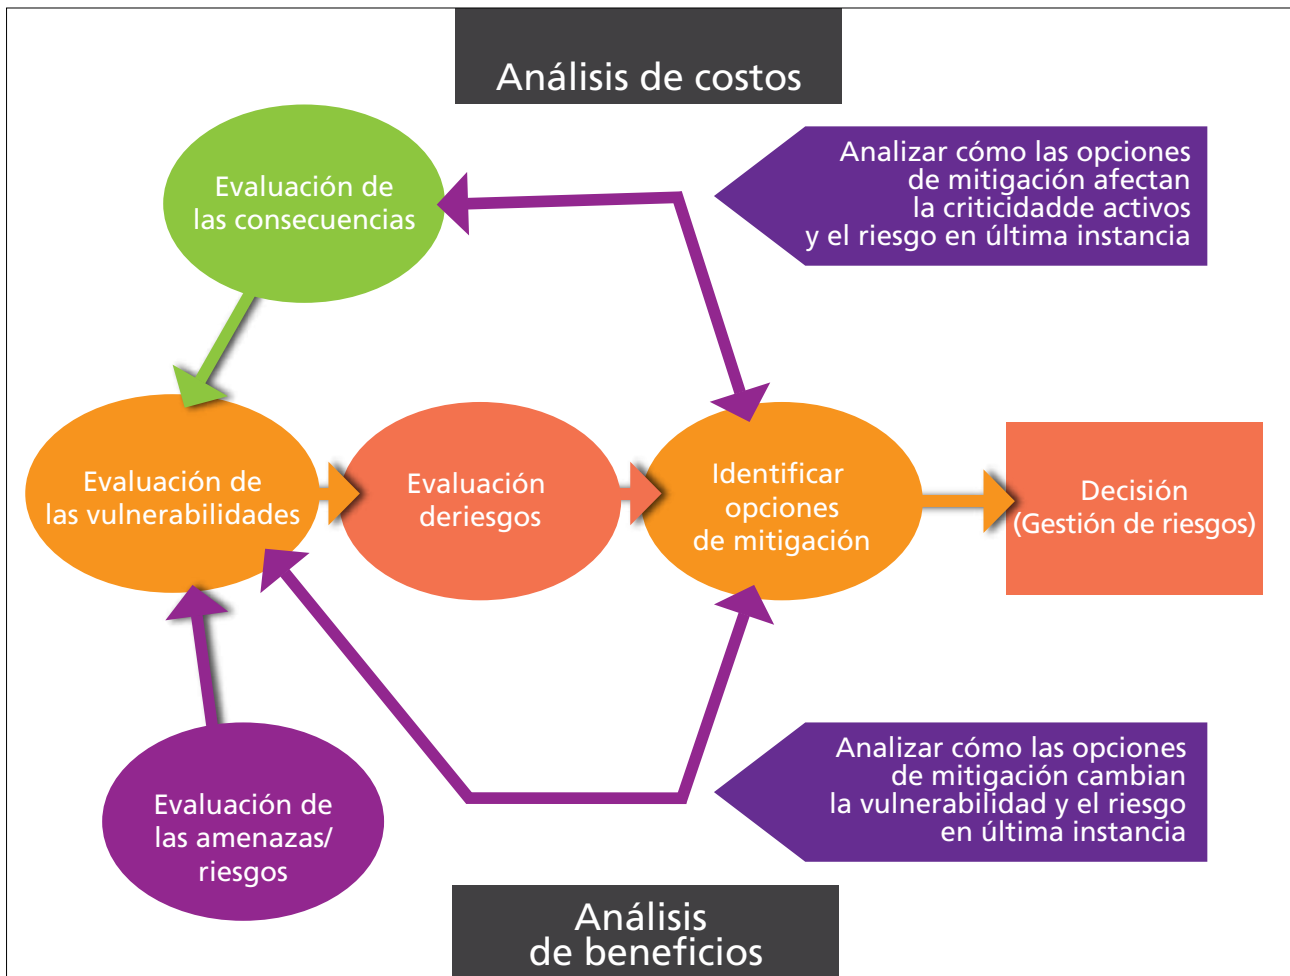 Análisis de costos
Evaluación de
las consecuencias
Analizar cómo las opciones
de mitigación afectan
la criticidadde activos
y el riesgo en última instancia
Evaluación de
las vulnerabilidades
Evaluación
deriesgos
Identificar
opciones
de mitigación
Decisión
(Gestión de riesgos)
Evaluación de
las amenazas/
riesgos
Analizar cómo las opciones
de mitigación cambian
la vulnerabilidad y el riesgo
en última instancia
Análisis
de beneficios